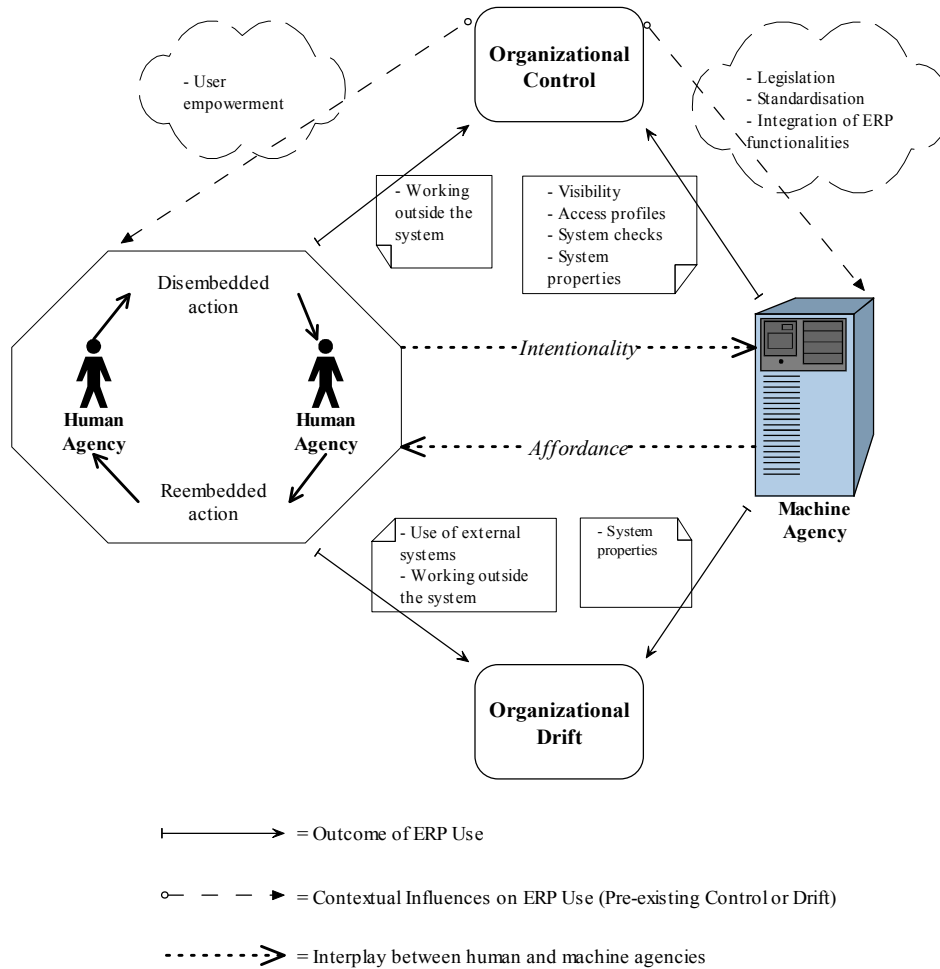 Organizational
Control
- User
empowerment
- Legislation
- Standardisation
- Integration of ERP
functionalities
- Working
outside the
system
- Visibility
- Access profiles
- System checks
- System
properties
Disembedded
action
Human
Agency
Human
Agency
Reembedded
action
Intentionality
Affordance
Machine
Agency
- Use of external
systems
- Working outside
the system
- System
properties
Organizational
Drift
= Outcome of ERP Use
= Contextual Influences on ERP Use (Pre-existing Control or Drift)
= Interplay between human and machine agencies